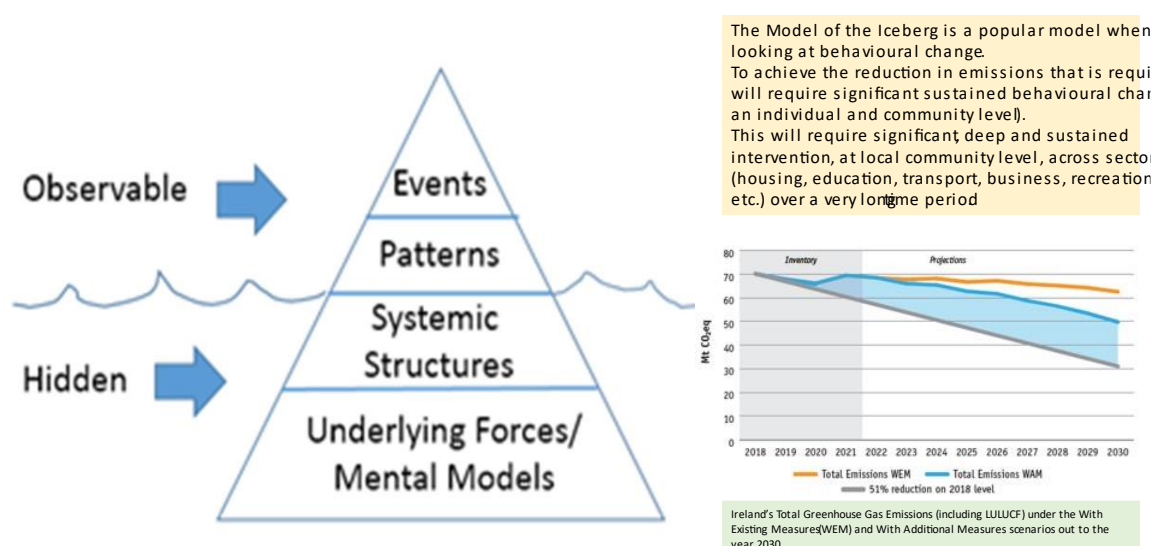 Observable
Hidden
Events
Patterns
Systemic
Structures
Underlying Forces/
Mental Models
The Model of the Iceberg is a popular model when
looking at behavioural change.
To achieve the reduction in emissions that is requi
will require significant sustained behavioural chan
an individual and community level).
This will require significant, deep and sustained
intervention, at local community level, across sector
(housing, education, transport, business, recreation
etc.) over a very long time period
Mt CO₂eq
80
70
60
50
40
30
20
10
0
Inventory
Projections
2018 2019 2020 2021 2022 2023 2024 2025 2026 2027 2028 2029 2030
Total Emissions WEM Total Emissions WAM
51% reduction on 2018 level
Ireland's Total Greenhouse Gas Emissions (including LULUCF) under the With
Existing Measures(WEM) and With Additional Measures scenarios out to the
year 2030